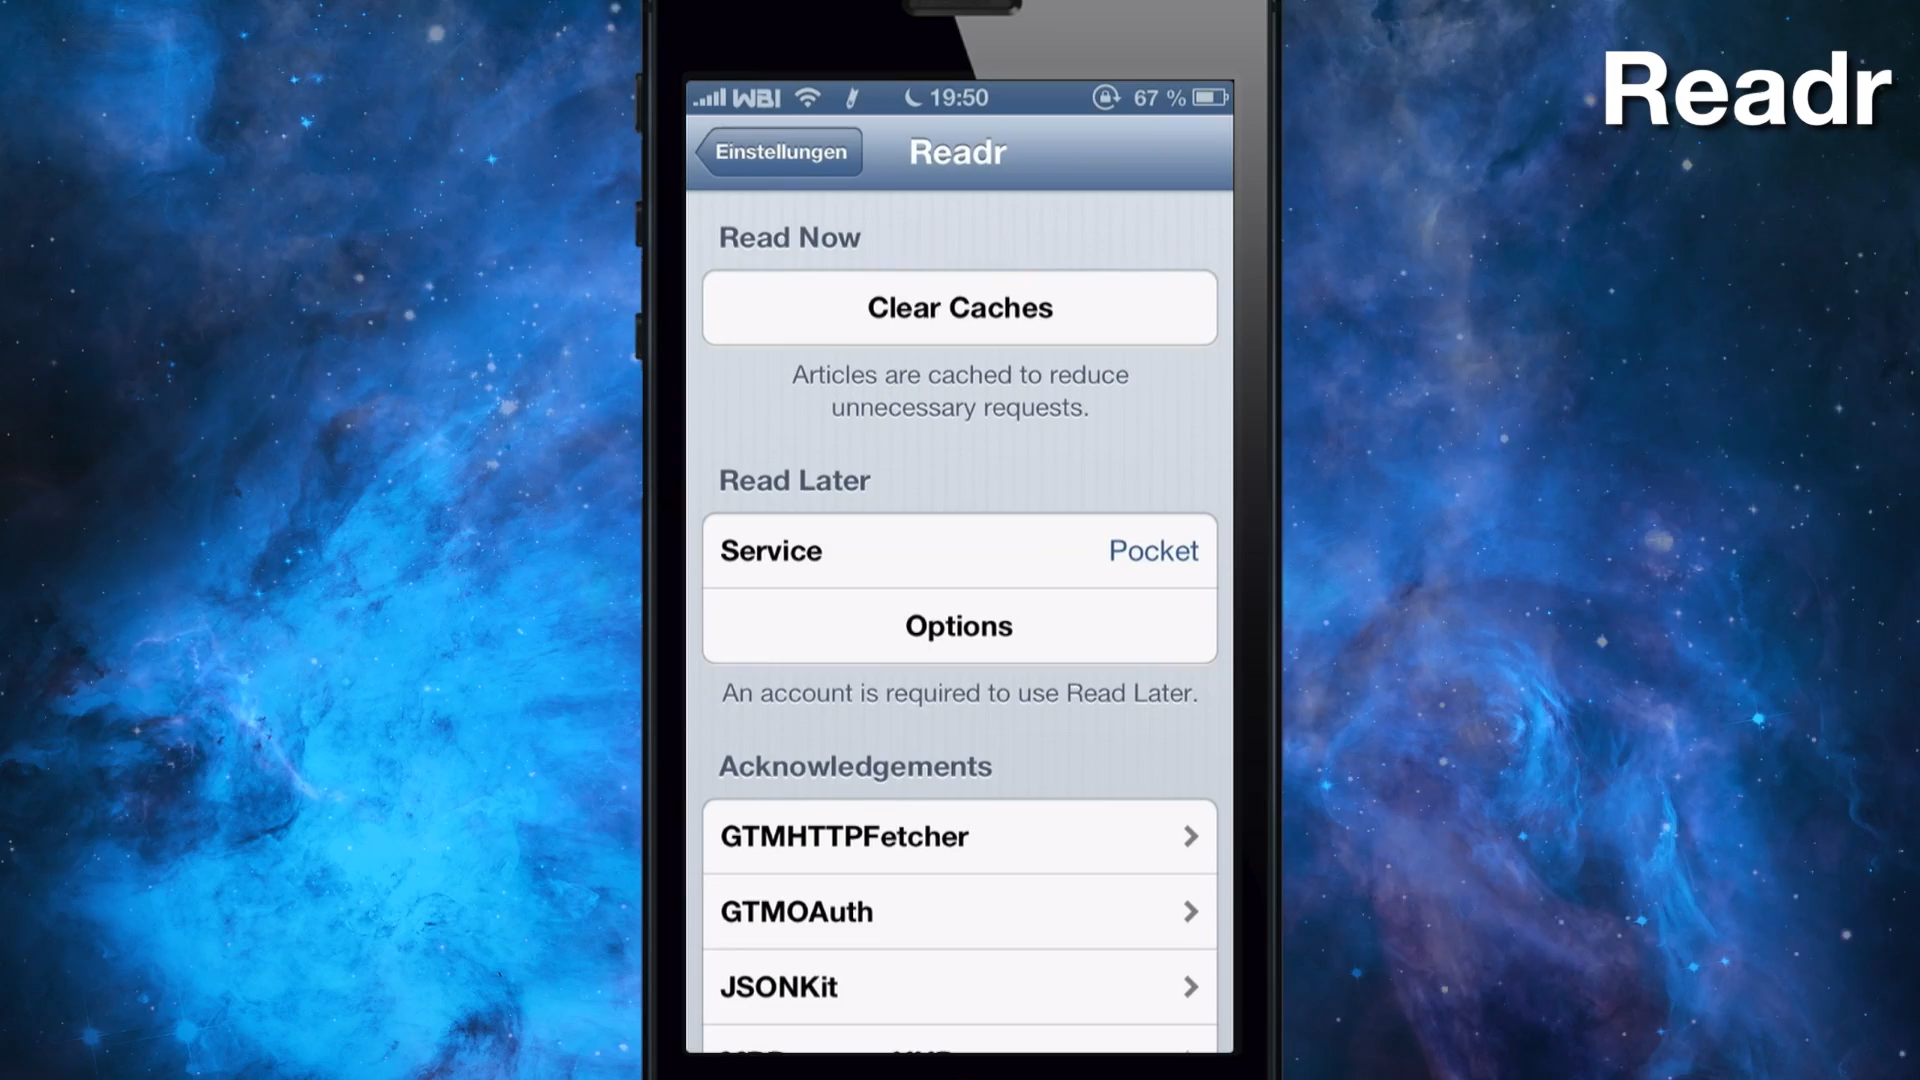 Readr
WBI 19:50 67 %
Einstellungen Readr
Read Now
Clear Caches
Articles are cached to reduce
unnecessary requests.
Read Later
Service Pocket
Options
An account is required to use Read Later.
Acknowledgements
GTMHTTPFetcher
GTMOAuth
JSONKit